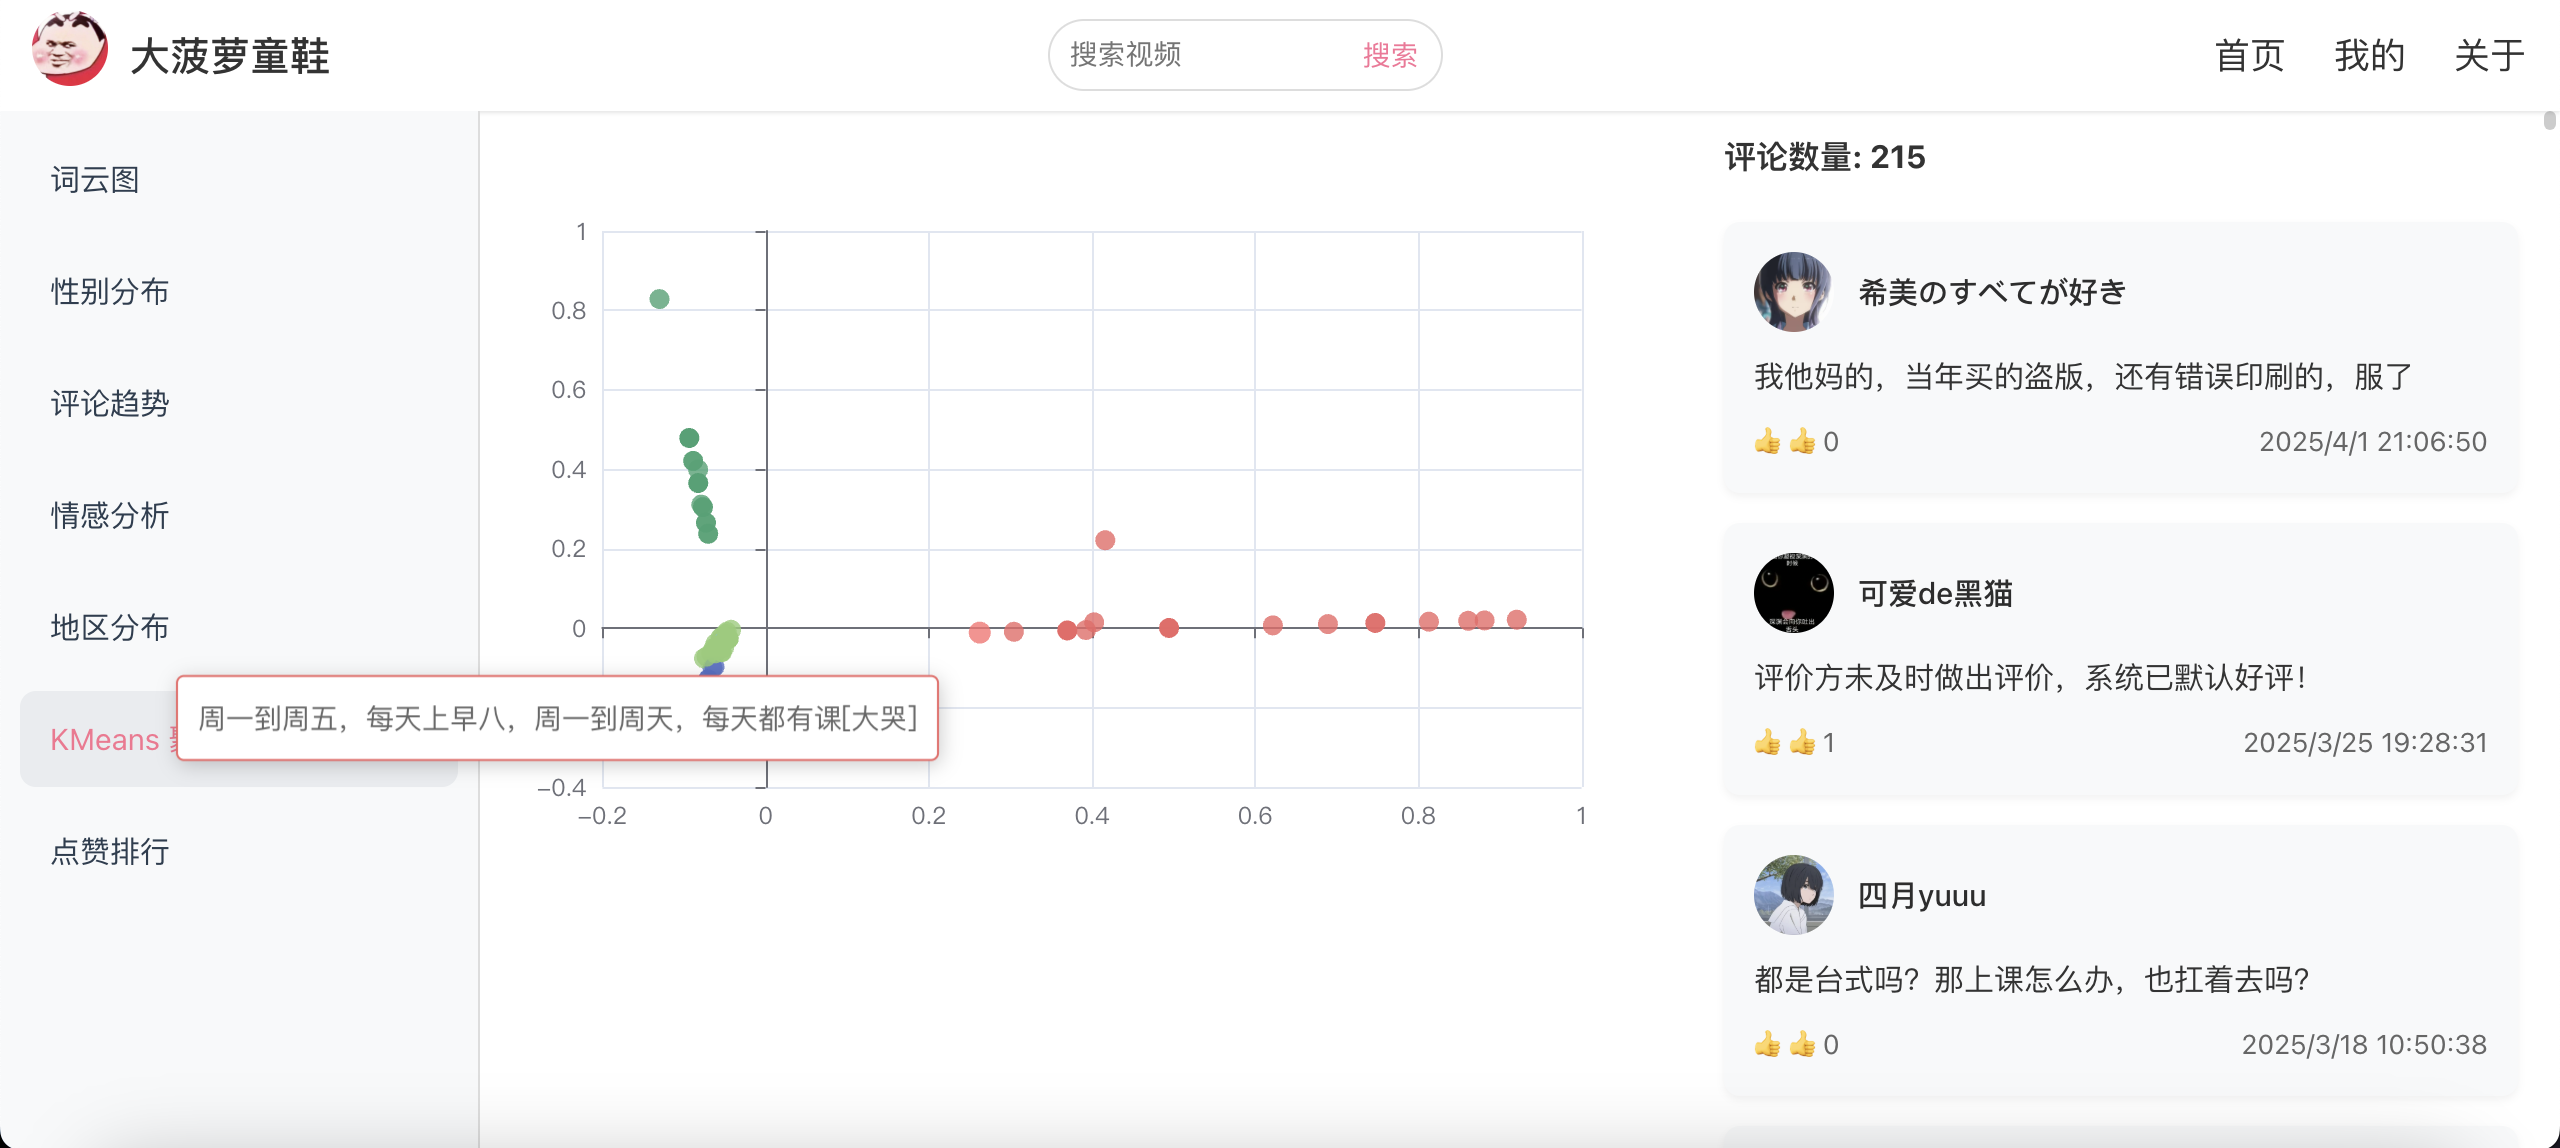 大菠萝童鞋
搜索视频 搜索
首页 我的 关于
词云图
性别分布
评论趋势
情感分析
地区分布
KMeans
点赞排行
1
0.8
0.6
0.4
0.2
0
−0.4
−0.2 0 0.2 0.4 0.6 0.8 1
周一到周五，每天上早八，周一到周天，每天都有课[大哭]
评论数量: 215
希美のすべてが好き
我他妈的，当年买的盗版，还有错误印刷的，服了
👍👍0 2025/4/1 21:06:50
可爱de黑猫
评价方未及时做出评价，系统已默认好评！
👍👍1 2025/3/25 19:28:31
四月yuuu
都是台式吗？那上课怎么办，也扛着去吗？
👍👍0 2025/3/18 10:50:38